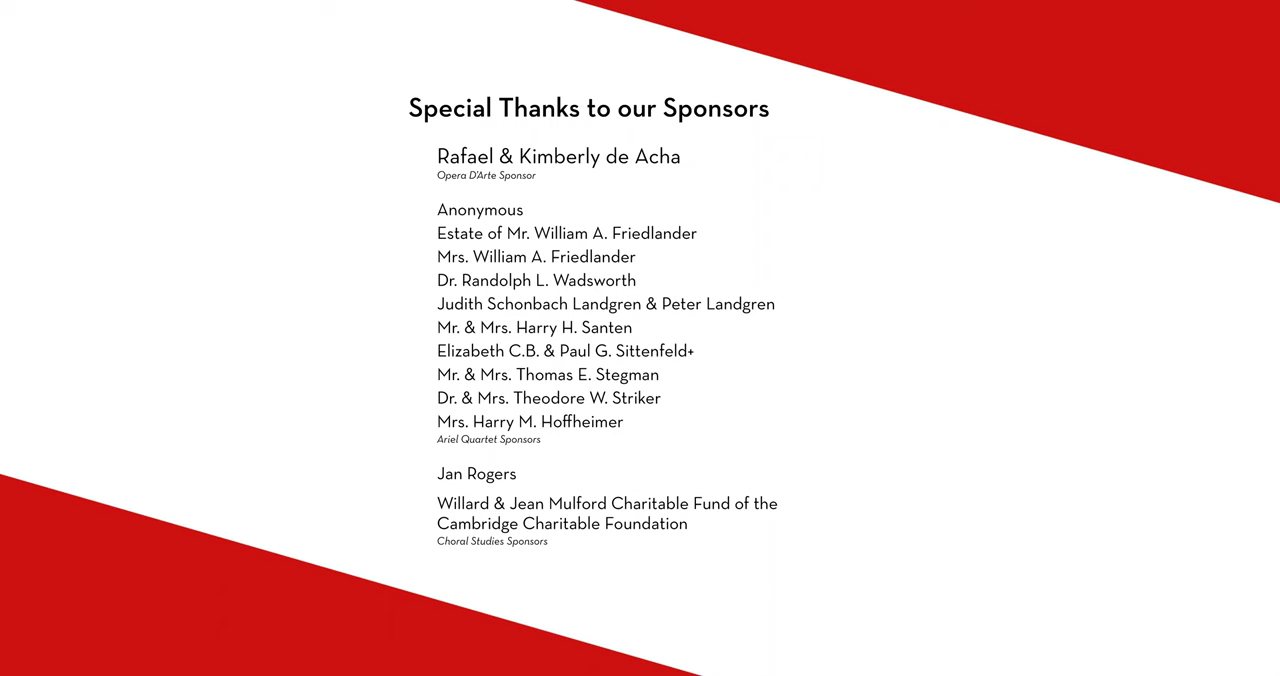 Special Thanks to our Sponsors
Rafael & Kimberly de Acha
Opera D'Arte Sponsor
Anonymous
Estate of Mr. William A. Friedlander
Mrs. William A. Friedlander
Dr. Randolph L. Wadsworth
Judith Schonbach Landgren & Peter Landgren
Mr. & Mrs. Harry H. Santen
Elizabeth C.B. & Paul G. Sittenfeld+
Mr. & Mrs. Thomas E. Stegman
Dr. & Mrs. Theodore W. Striker
Mrs. Harry M. Hoffheimer
Ariel Quartet Sponsors
Jan Rogers
Willard & Jean Mulford Charitable Fund of the
Cambridge Charitable Foundation
Choral Studies Sponsors